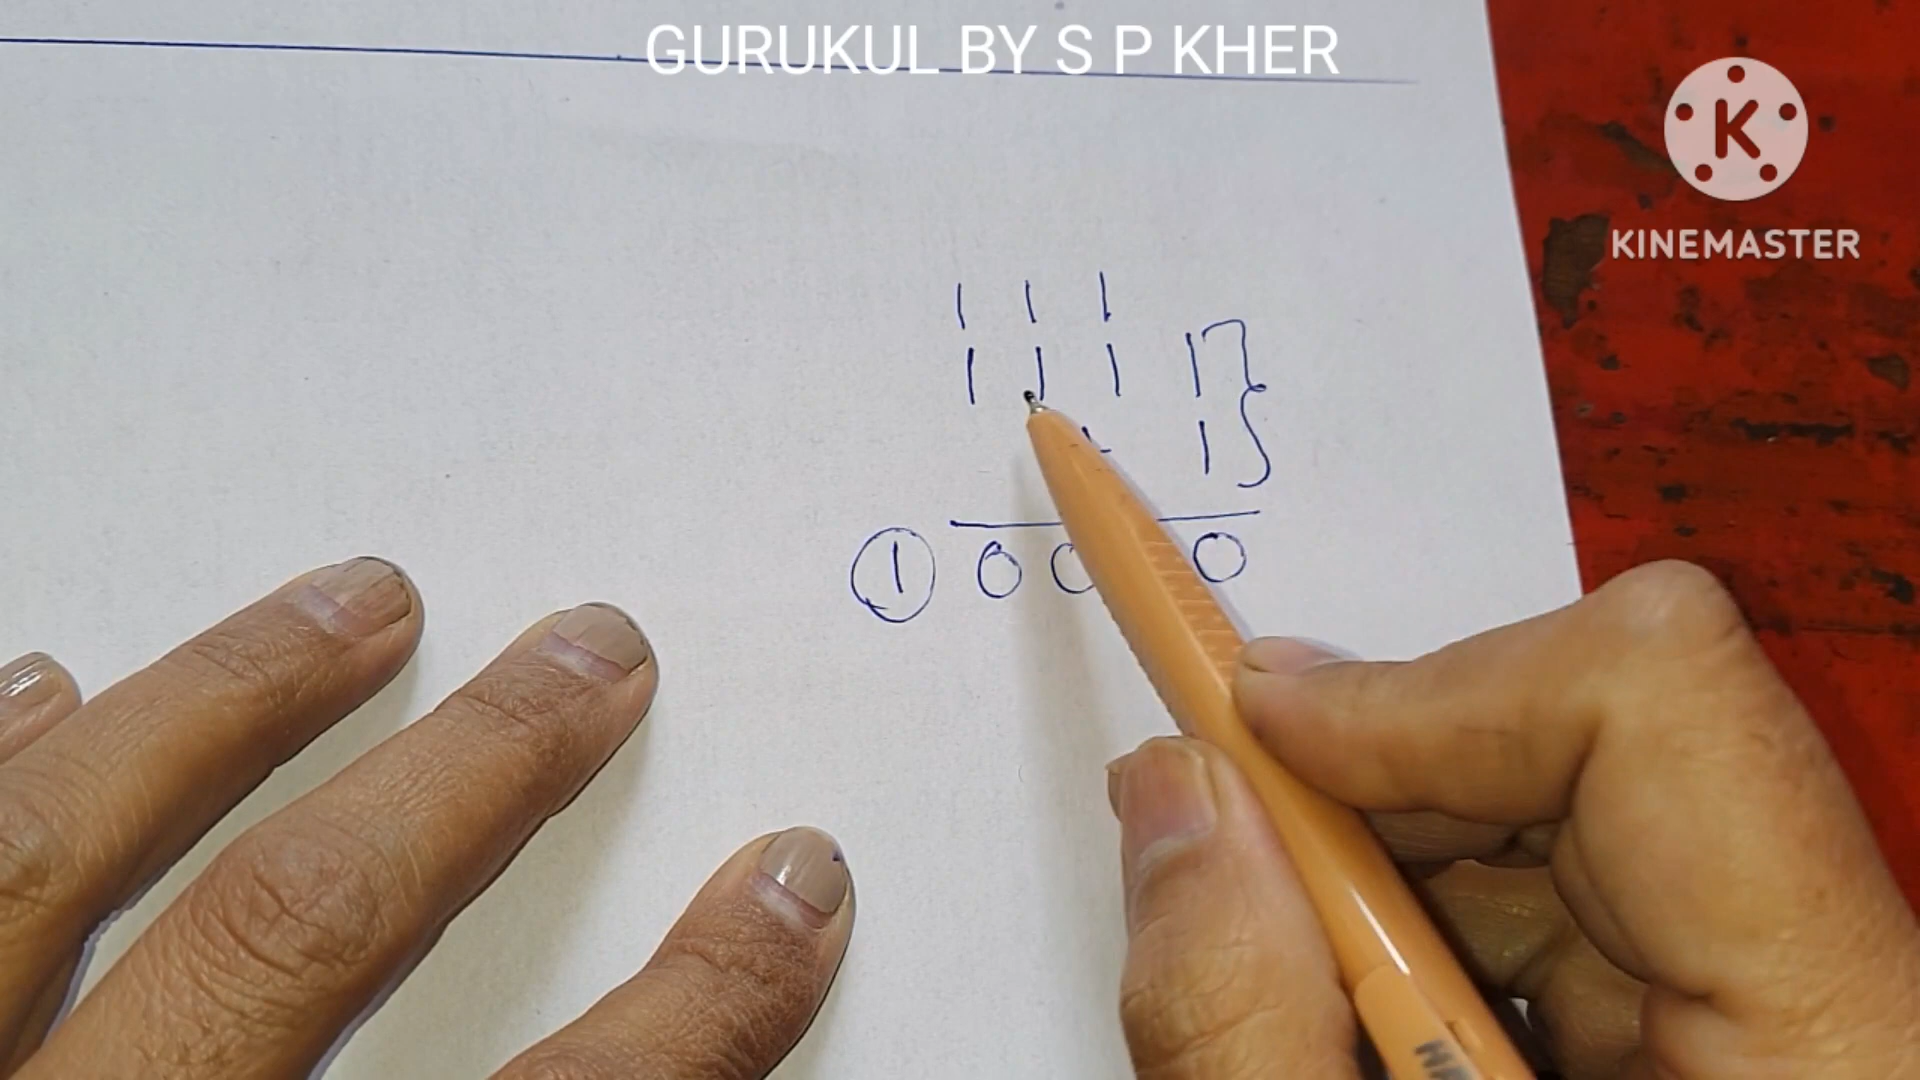 GURUKUL BY S P KHER
K
KINEMASTER
1 1 1
1 1 1 1
+ 1
1 0 0 0